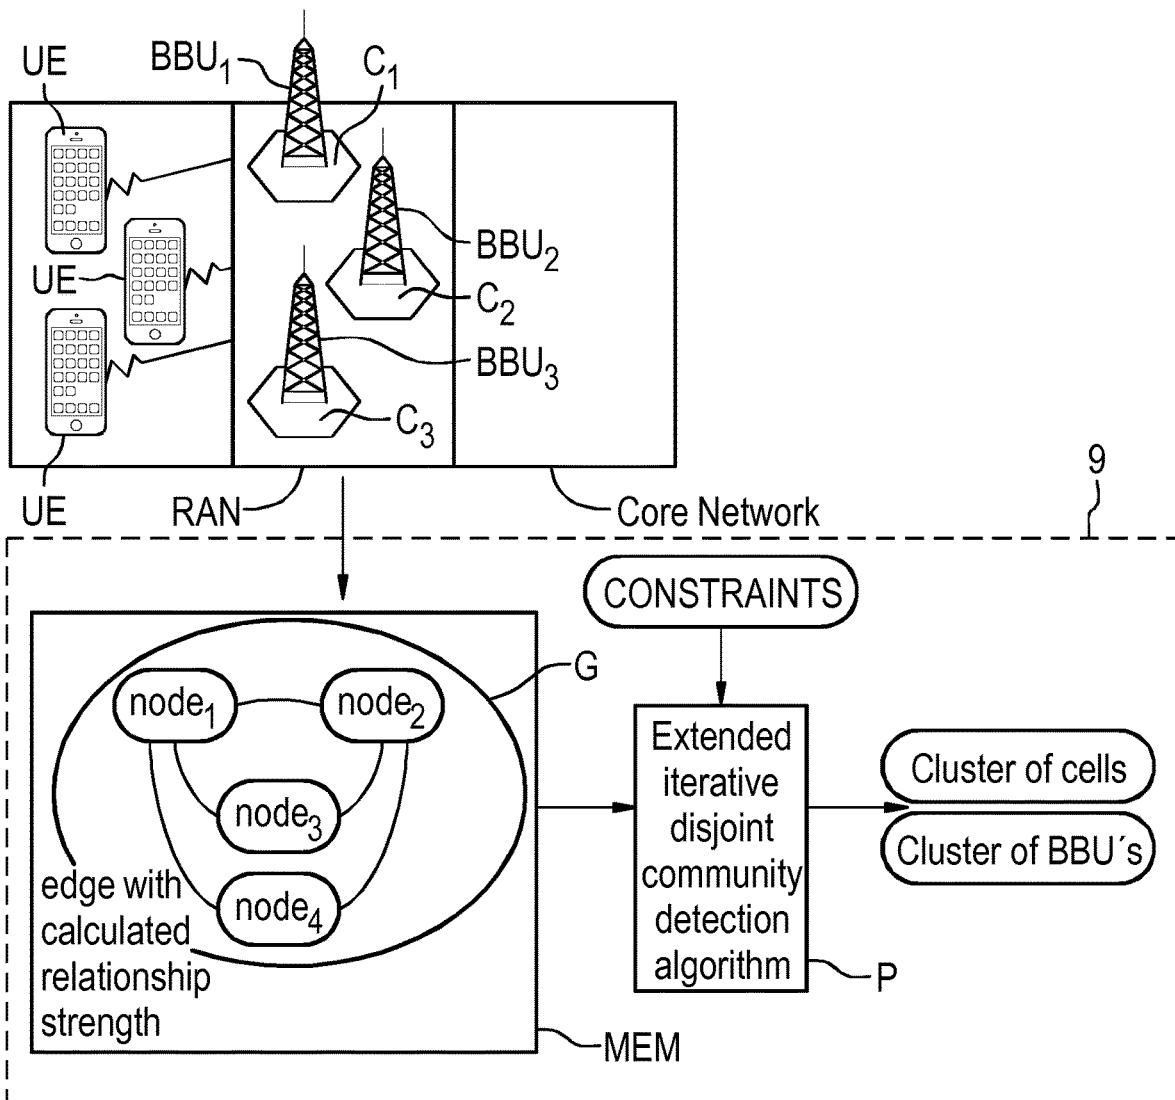 UE
BBU₁
C₁
BBU₂
UE
C₂
BBU₃
C₃
UE
RAN
Core Network
9
CONSTRAINTS
G
node₁
node₂
node₃
node₄
edge with
calculated
relationship
strength
Extended
iterative
disjoint
community
detection
algorithm
Cluster of cells
Cluster of BBU´s
P
MEM